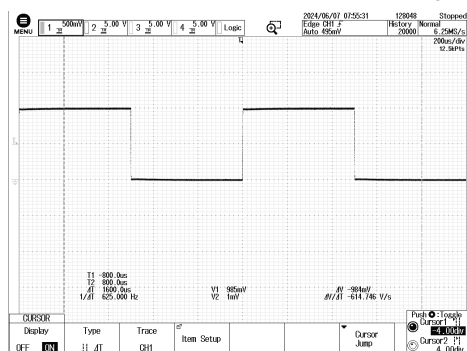 2024/06/07 07:55:31 128048 Stopped
MENU 1 500mV 2 5.00 V 3 5.00 V 4 5.00 V Logic Edge CH1 History Normal
Auto 495mV 20000 6.25MS/s
200us/div
12.5kPts
T1 -800.0us
T2 800.0us
ΔT 1600.0us V1 985mV ΔV -984mV
1/ΔT 625.000 Hz V2 1mV ΔV/ΔT -614.746 V/s
CURSOR
Push :Toggle
Display Type Trace Item Setup Cursor Jump Cursor1
-4.00div
OFF ON ΔT CH1 Cursor2
4.00div